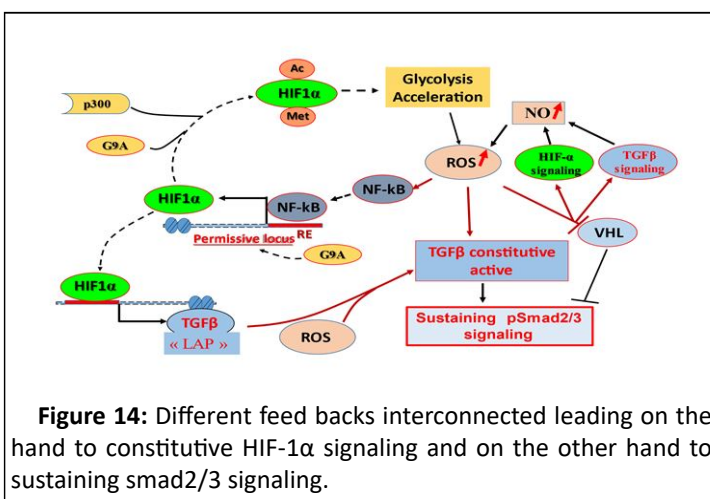 Ac
HIF1α
Met
p300
G9A
Glycolysis
Acceleration
NO
ROS
HIF-α
signaling
TGFβ
signaling
NF-kB
NF-kB
HIF1α
RE
Permissive locus
G9A
VHL
TGFβ constitutive
active
HIF1α
TGFβ
« LAP »
ROS
Sustaining pSmad2/3
signaling
Figure 14: Different feed backs interconnected leading on the
hand to constitutive HIF-1α signaling and on the other hand to
sustaining smad2/3 signaling.